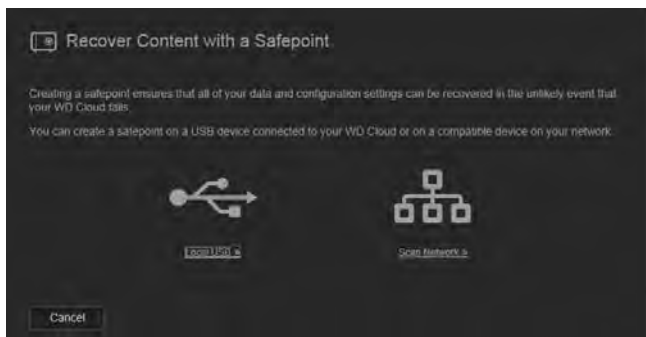 Recover Content with a Safepoint
Creating a safepoint ensures that all of your data and configuration settings can be recovered in the unlikely event that
your WD Cloud fails.
You can create a safepoint on a USB device connected to your WD Cloud or on a compatible device on your network.
Local USB »
Scan Network »
Cancel